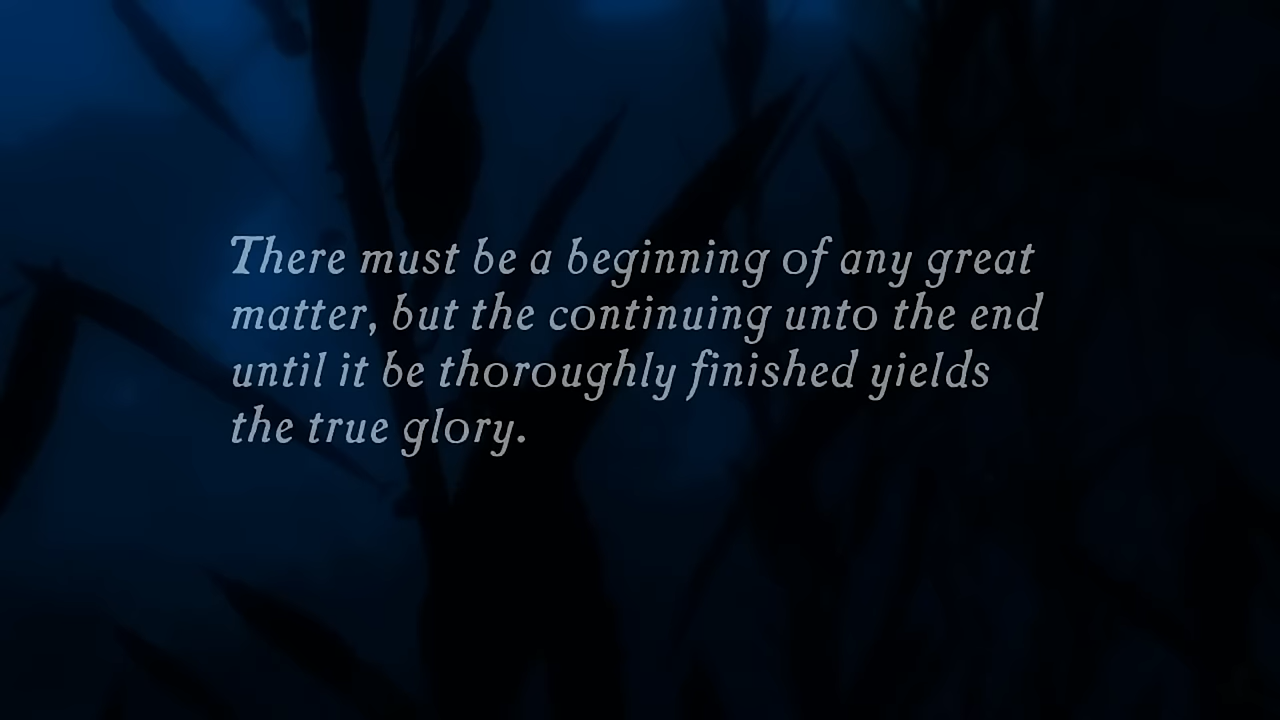 There must be a beginning of any great
matter, but the continuing unto the end
until it be thoroughly finished yields
the true glory.